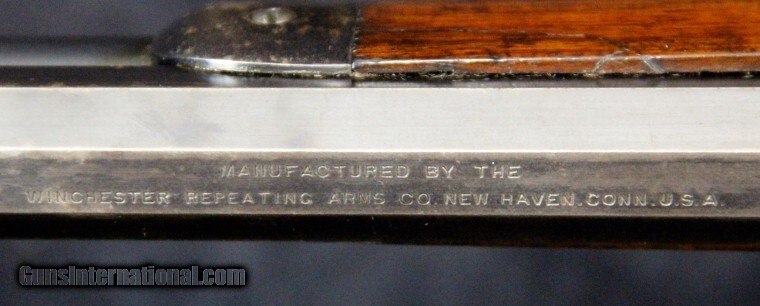 MANUFACTURED BY THE
WINCHESTER REPEATING ARMS CO. NEW HAVEN. CONN. U.S.A.
GunsInternational.com